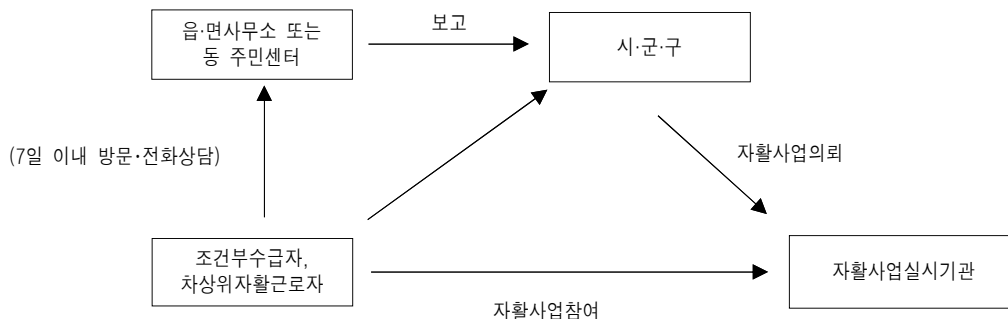 읍·면사무소 또는
동 주민센터
보고
시·군·구
(7일 이내 방문·전화상담)
자활사업의뢰
조건부수급자,
차상위자활근로자
자활사업실시기관
자활사업참여